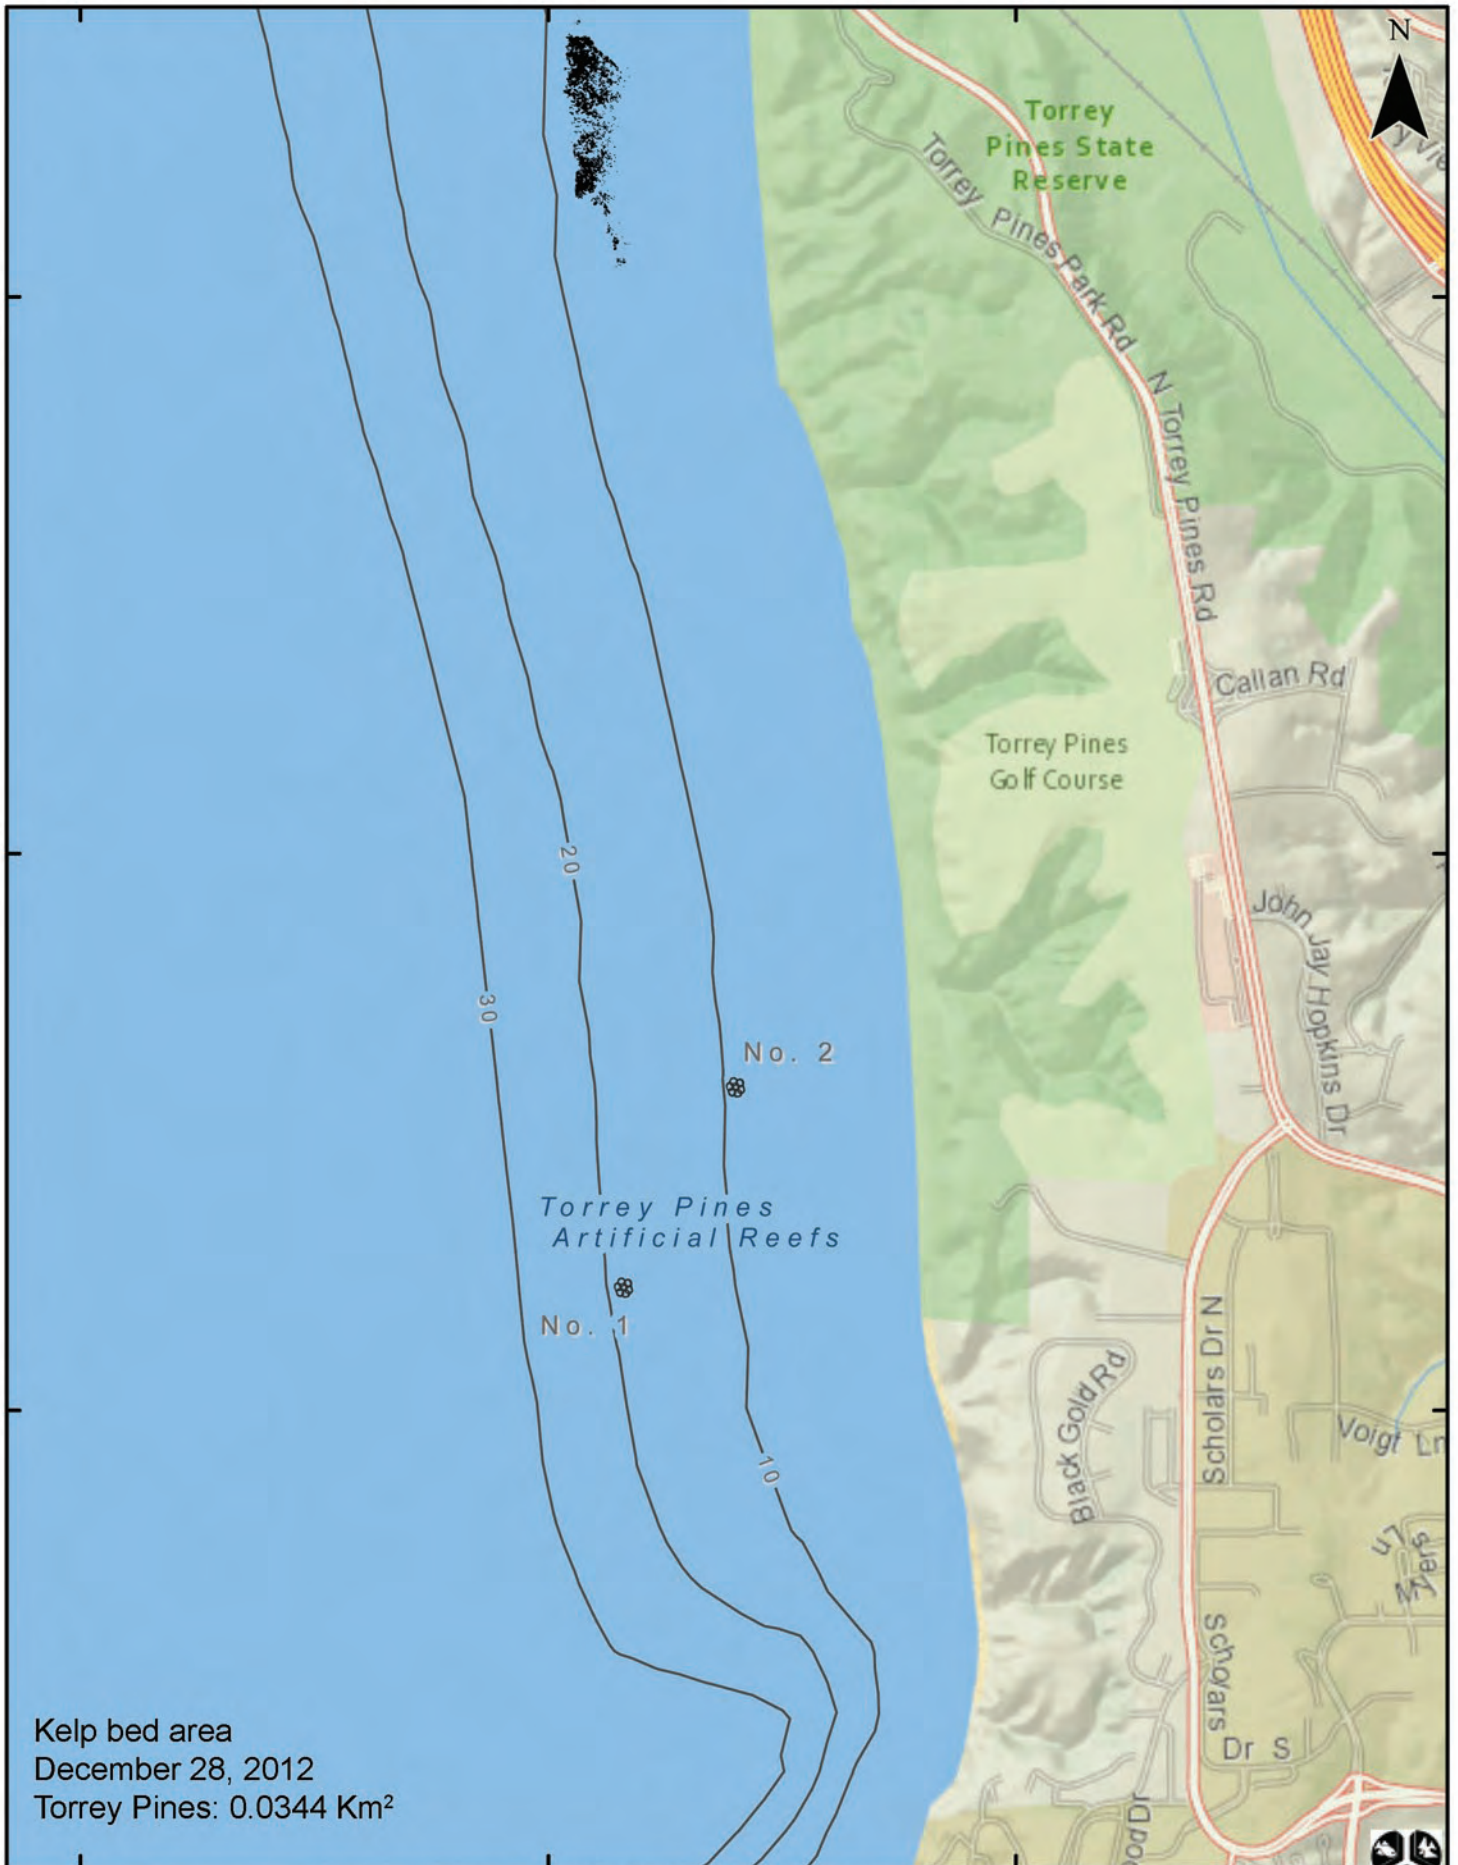 N
Torrey
Pines State
Reserve
Torrey Pines Park Rd
N Torrey Pines Rd
Callan Rd
Torrey Pines
Golf Course
20
John Jay Hopkins Dr
30
No. 2
Torrey Pines
Artificial Reefs
No. 1
Scholars Dr N
Black Gold Rd
Voigt Ln
10
Scholars
Dr S
Kelp bed area
December 28, 2012
Torrey Pines: 0.0344 Km²